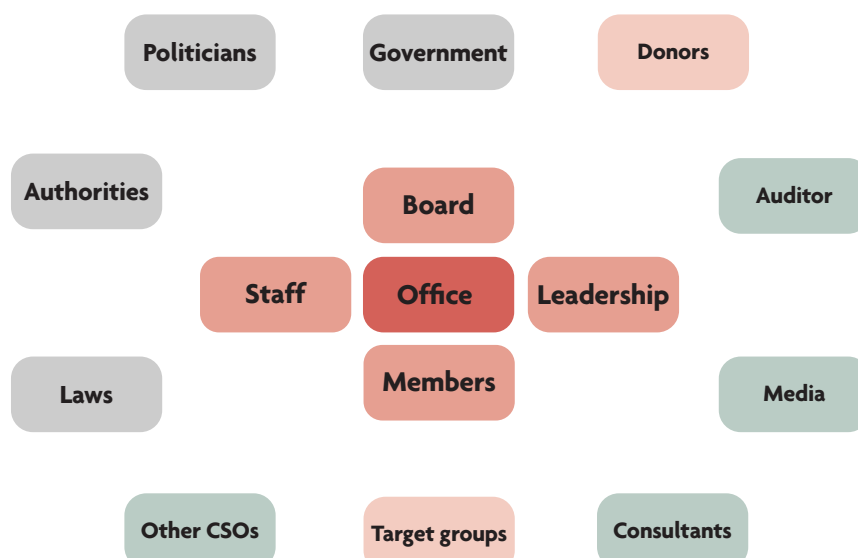 Politicians
Government
Donors
Authorities
Board
Auditor
Staff
Office
Leadership
Members
Laws
Media
Other CSOs
Target groups
Consultants